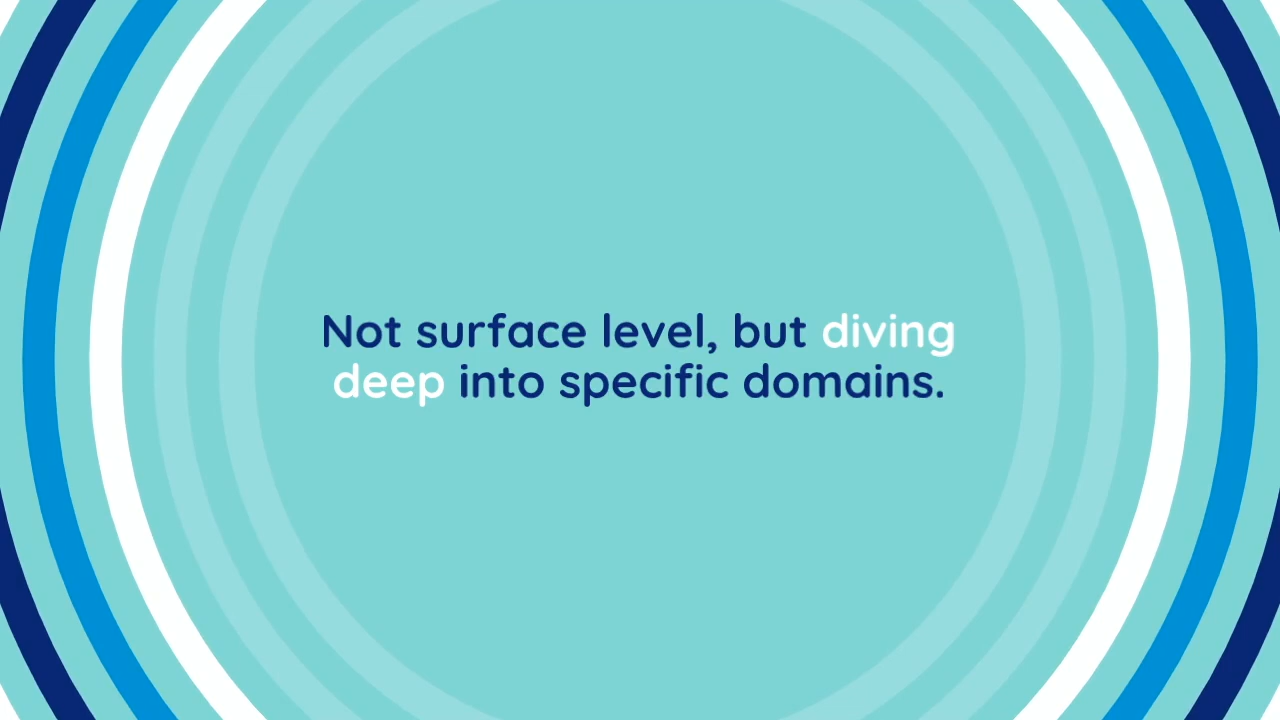 Not surface level, but diving
deep into specific domains.